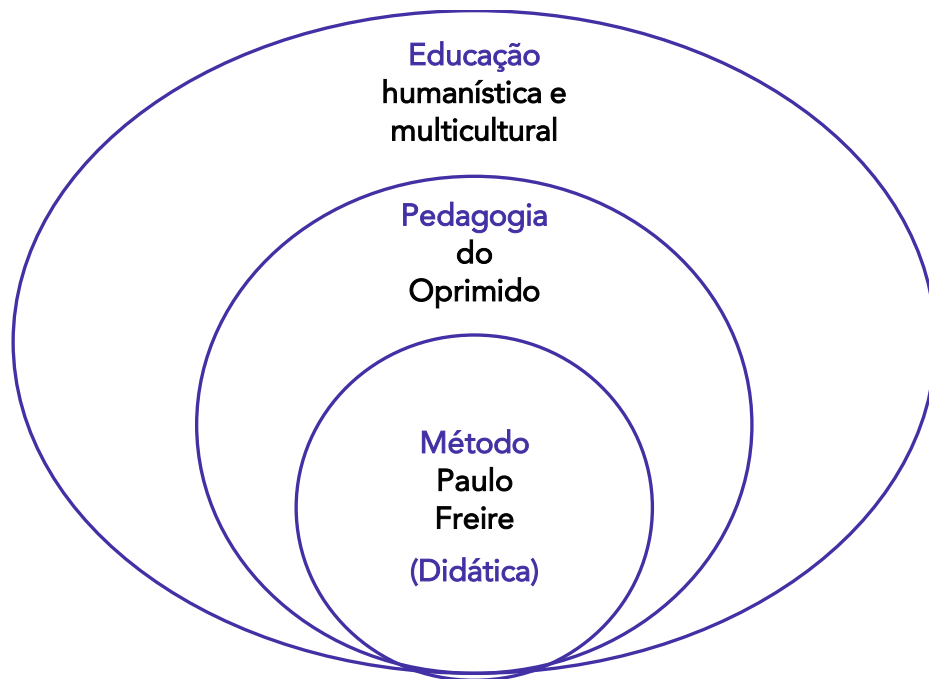 Educação
humanística e
multicultural
Pedagogia
do
Oprimido
Método
Paulo
Freire
(Didática)